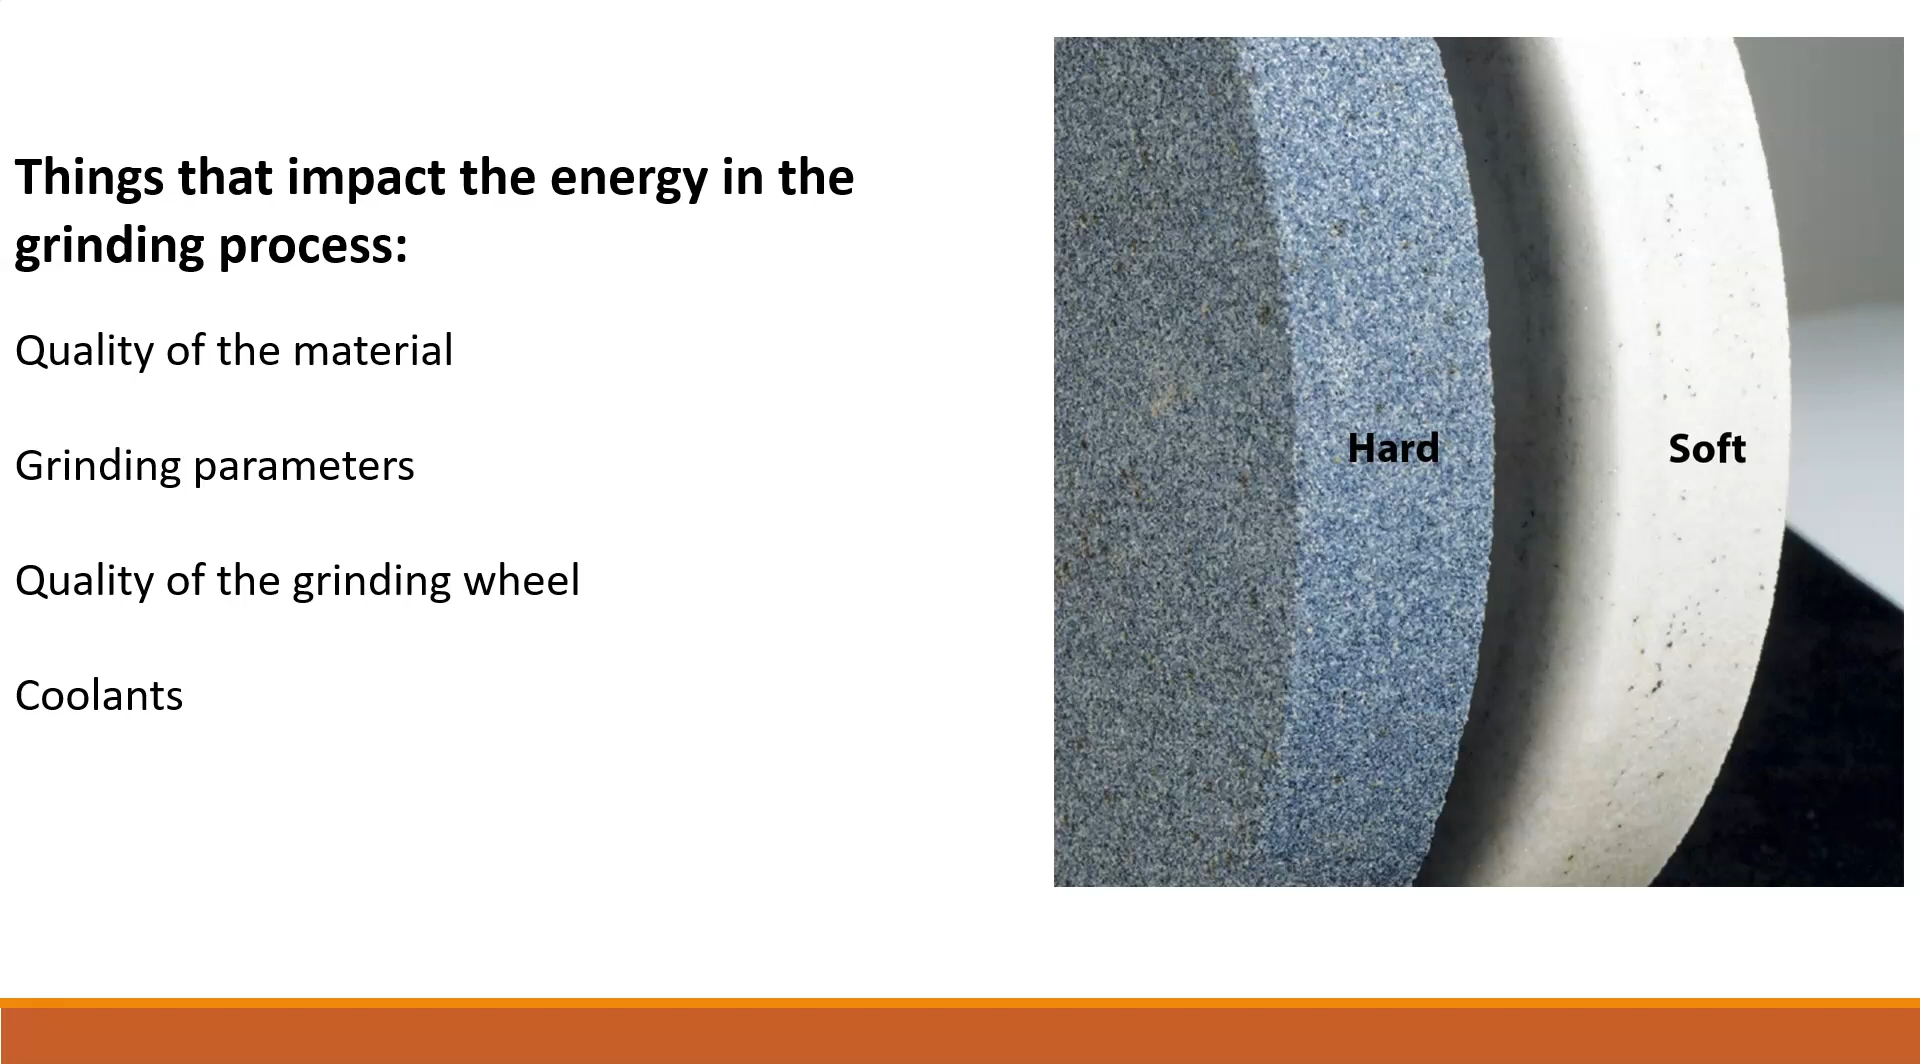 Things that impact the energy in the
grinding process:
Quality of the material
Grinding parameters
Quality of the grinding wheel
Coolants
Hard
Soft